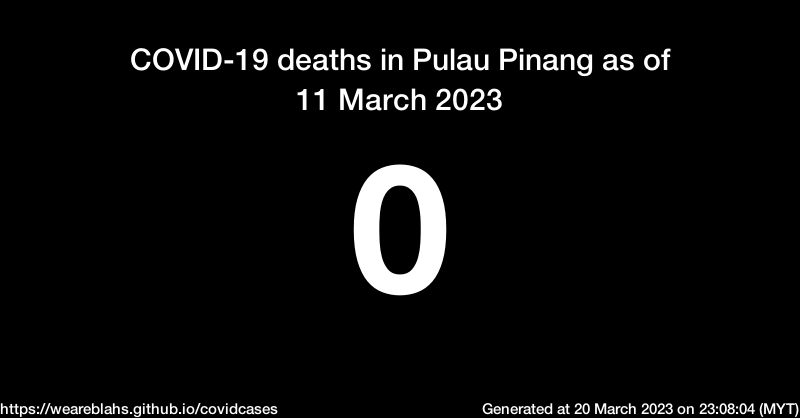 COVID-19 deaths in Pulau Pinang as of
11 March 2023
0
https://weareblahs.github.io/covidcases
Generated at 20 March 2023 on 23:08:04 (MYT)